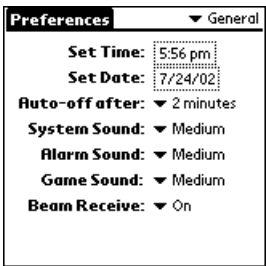 Preferences General
Set Time: 5:56 pm
Set Date: 7/24/02
Auto-off after: 2 minutes
System Sound: Medium
Alarm Sound: Medium
Game Sound: Medium
Beam Receive: On